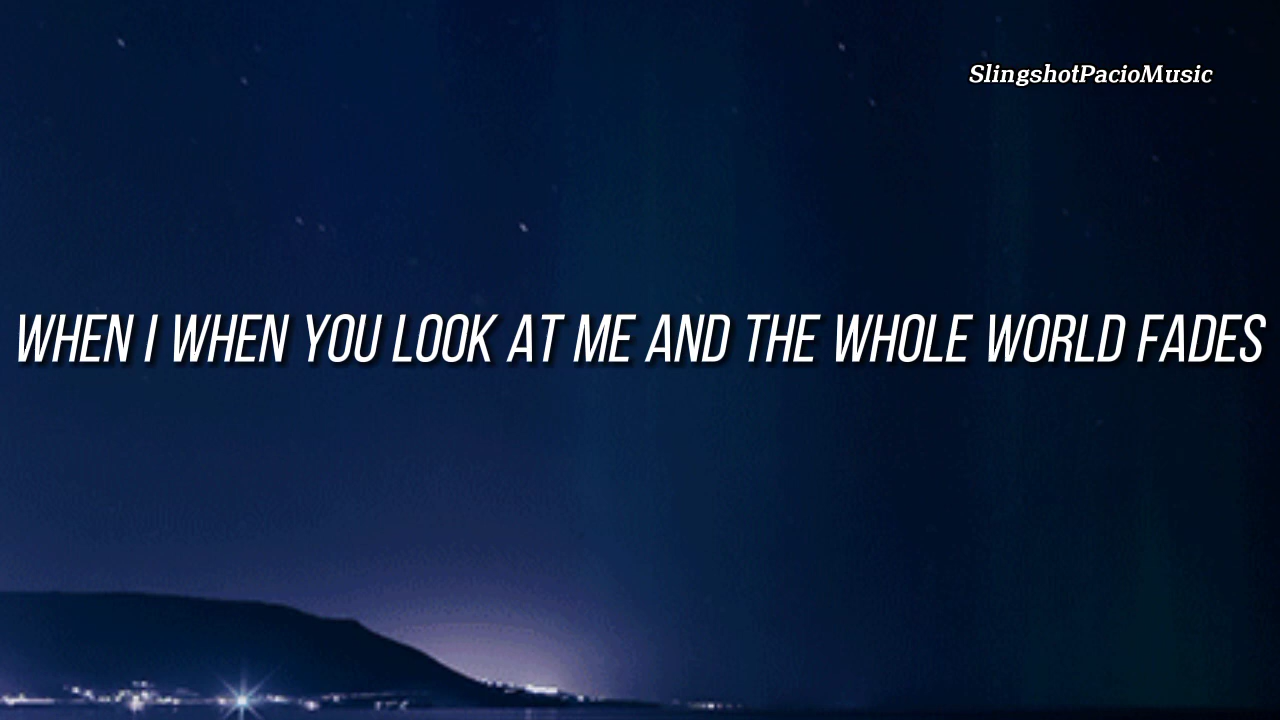 SlingshotPacioMusic
WHEN I WHEN YOU LOOK AT ME AND THE WHOLE WORLD FADES